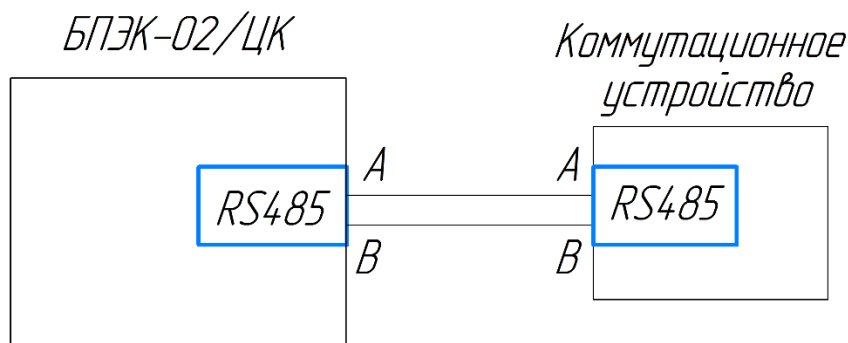 БПЭК-02/ЦК
Коммутационное
устройство
A
A
RS485
RS485
B
B